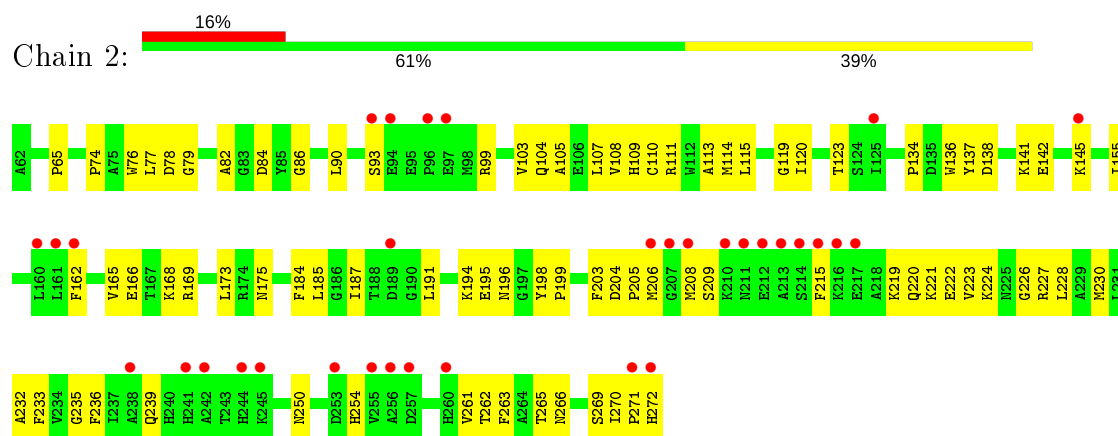 16%
Chain 2:
61% 39%
A62 P65 P74 A75 W76 L77 D78 G79 A82 G83 D84 Y85 G86 L90 S93 E94 E95 P96 E97 M98 R99 V103 Q104 A105 E106 L107 V108 H109 C110 R111 W112 A113 M114 L115 G119 I120 T123 S124 I125 P134 D135 W136 Y137 D138 K141 E142 K145 I155
L160 L161 F162 V165 E166 T167 K168 R169 L173 R174 N175 F184 L185 G186 I187 T188 D189 G190 L191 K194 E195 N196 G197 Y198 P199 F203 D204 P205 M206 G207 M208 S209 K210 N211 E212 A213 S214 F215 K216 E217 A218 K219 Q220 K221 E222 V223 K224 N225 G226 R227 L228 A229 M230 L231
A232 F233 V234 G235 F236 I237 A238 Q239 H240 H241 A242 T243 H244 K245 N250 D253 H254 V255 A256 D257 H260 V261 T262 F263 A264 T265 N266 S269 I270 P271 H272